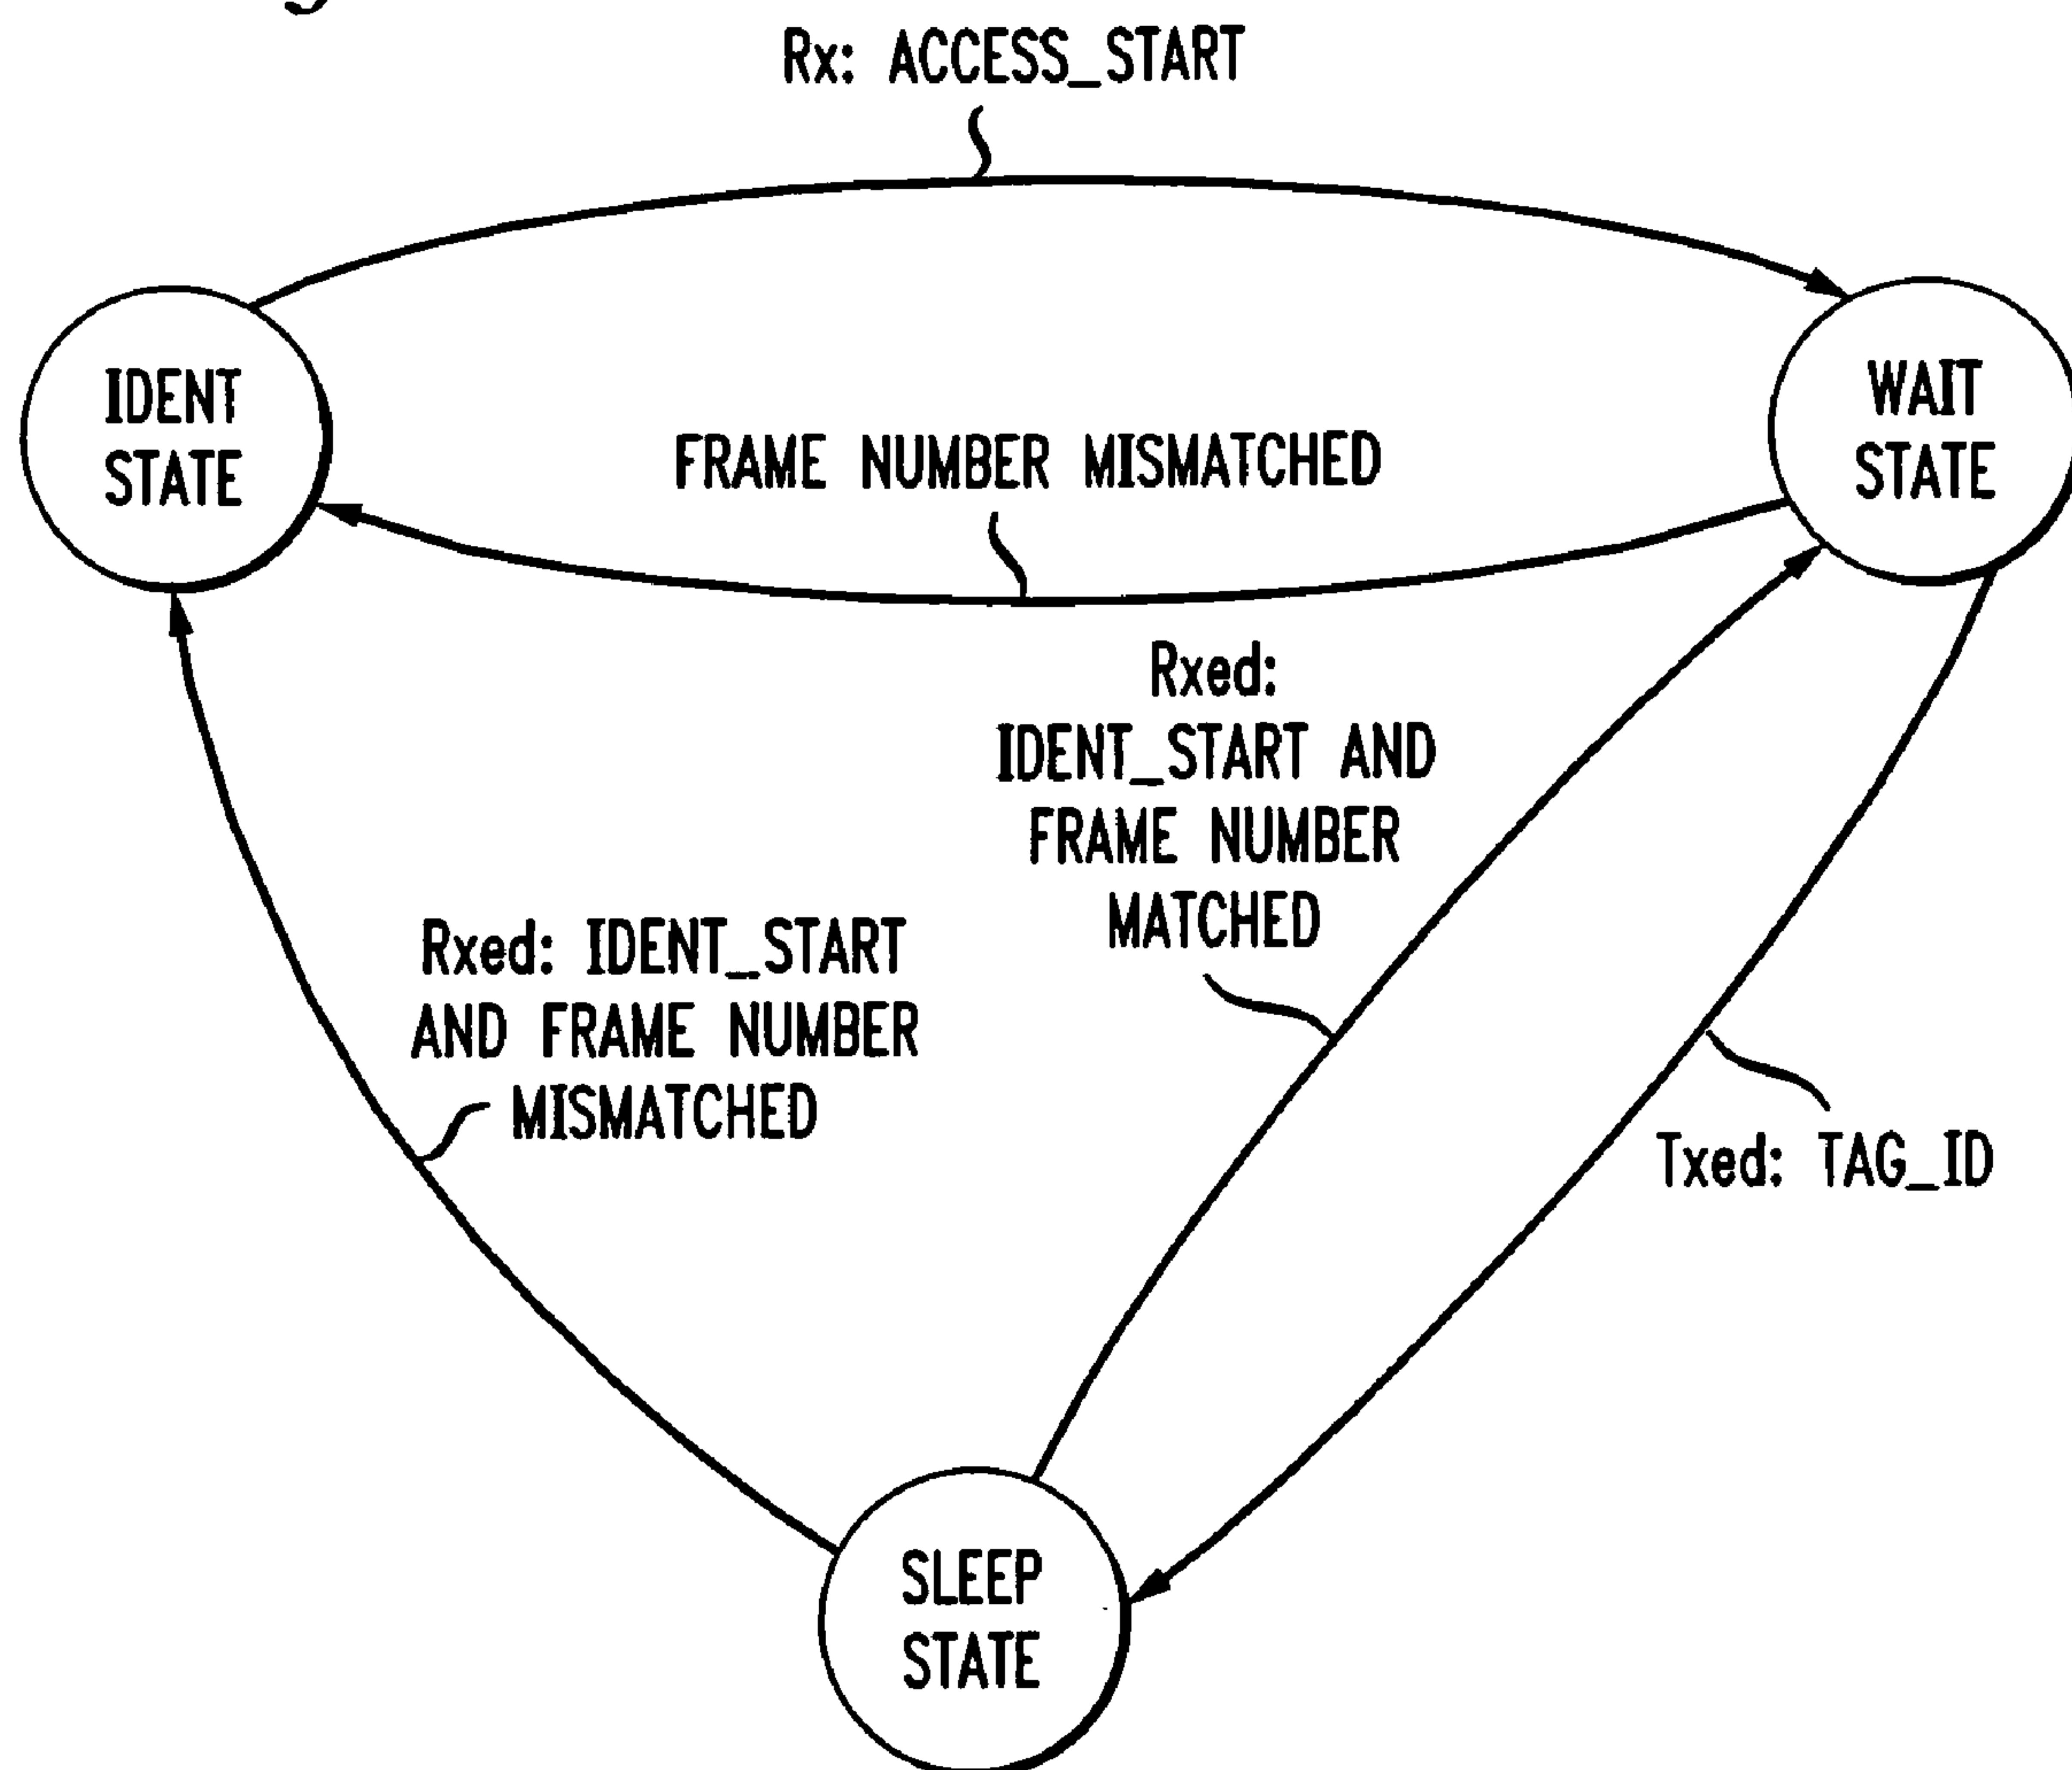 Rx: ACCESS_START
IDENT
STATE
WAIT
STATE
FRAME NUMBER MISMATCHED
Rxed:
IDENT_START AND
FRAME NUMBER
MATCHED
Rxed: IDENT_START
AND FRAME NUMBER
MISMATCHED
Txed: TAG_ID
SLEEP
STATE